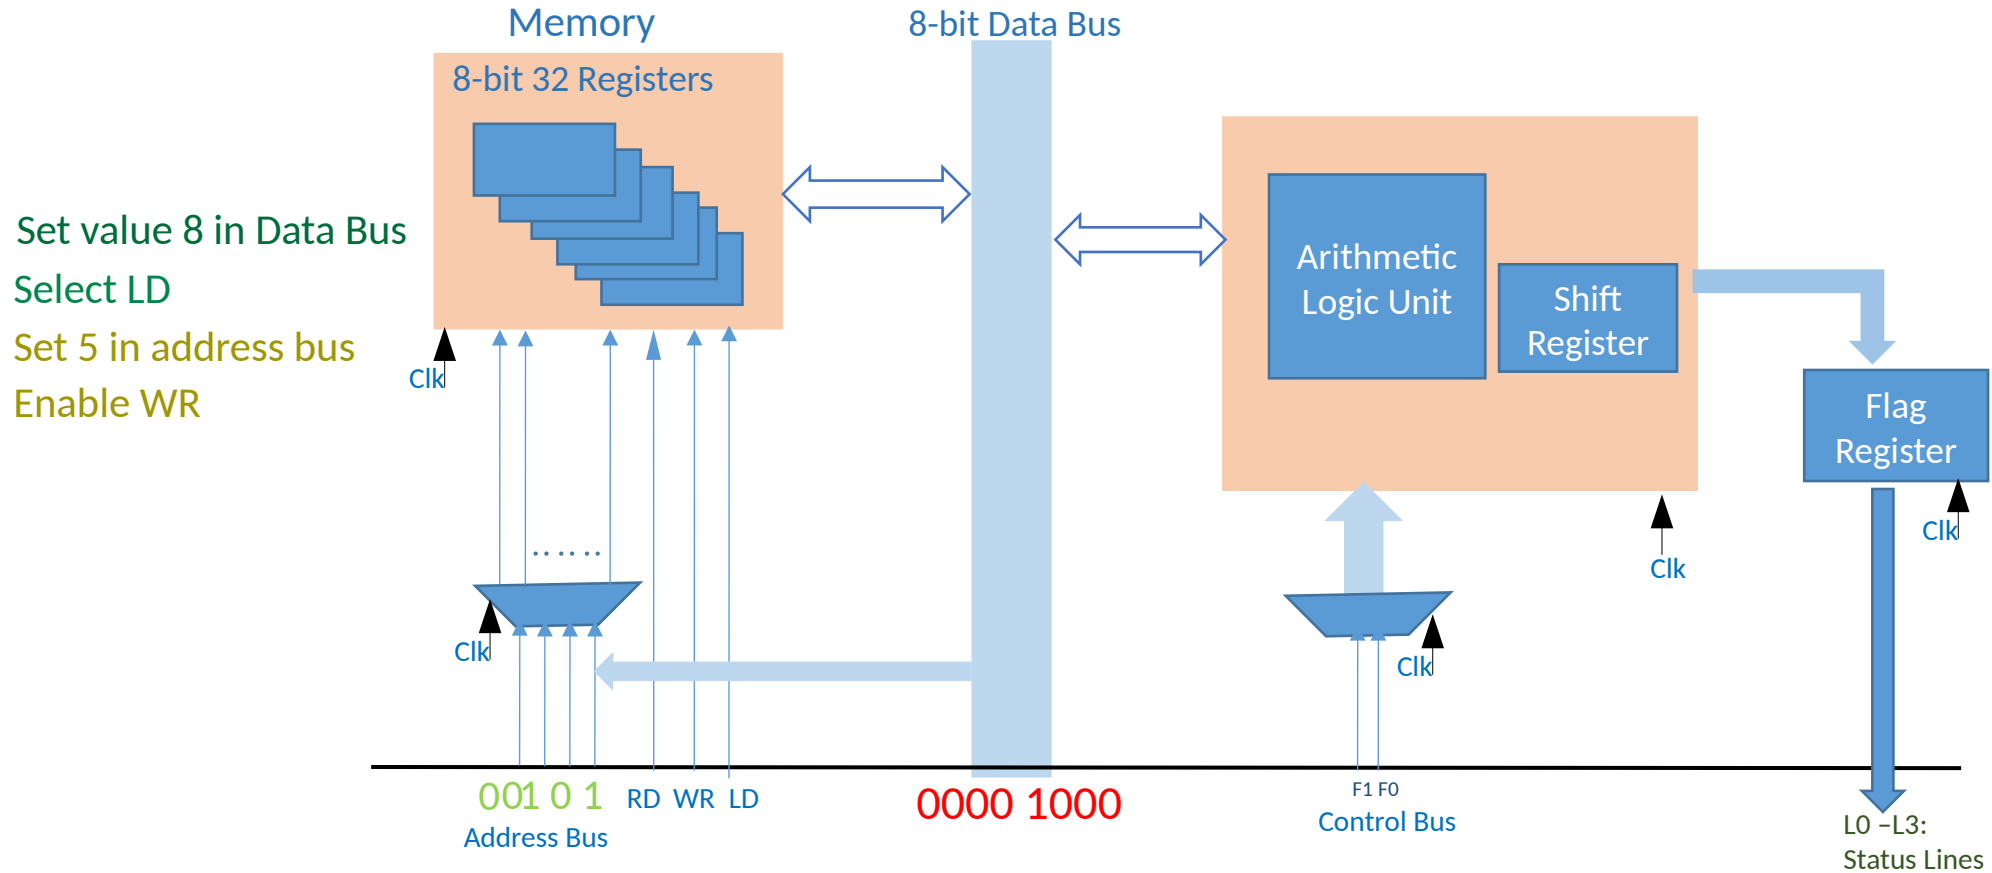 Memory
8-bit Data Bus
8-bit 32 Registers
Set value 8 in Data Bus
Select LD
Set 5 in address bus
Enable WR
Clk
Arithmetic
Logic Unit
Shift
Register
Flag
Register
Clk
Clk
Clk
Clk
001 0 1
RD WR LD
Address Bus
0000 1000
F1 F0
Control Bus
L0 –L3:
Status Lines